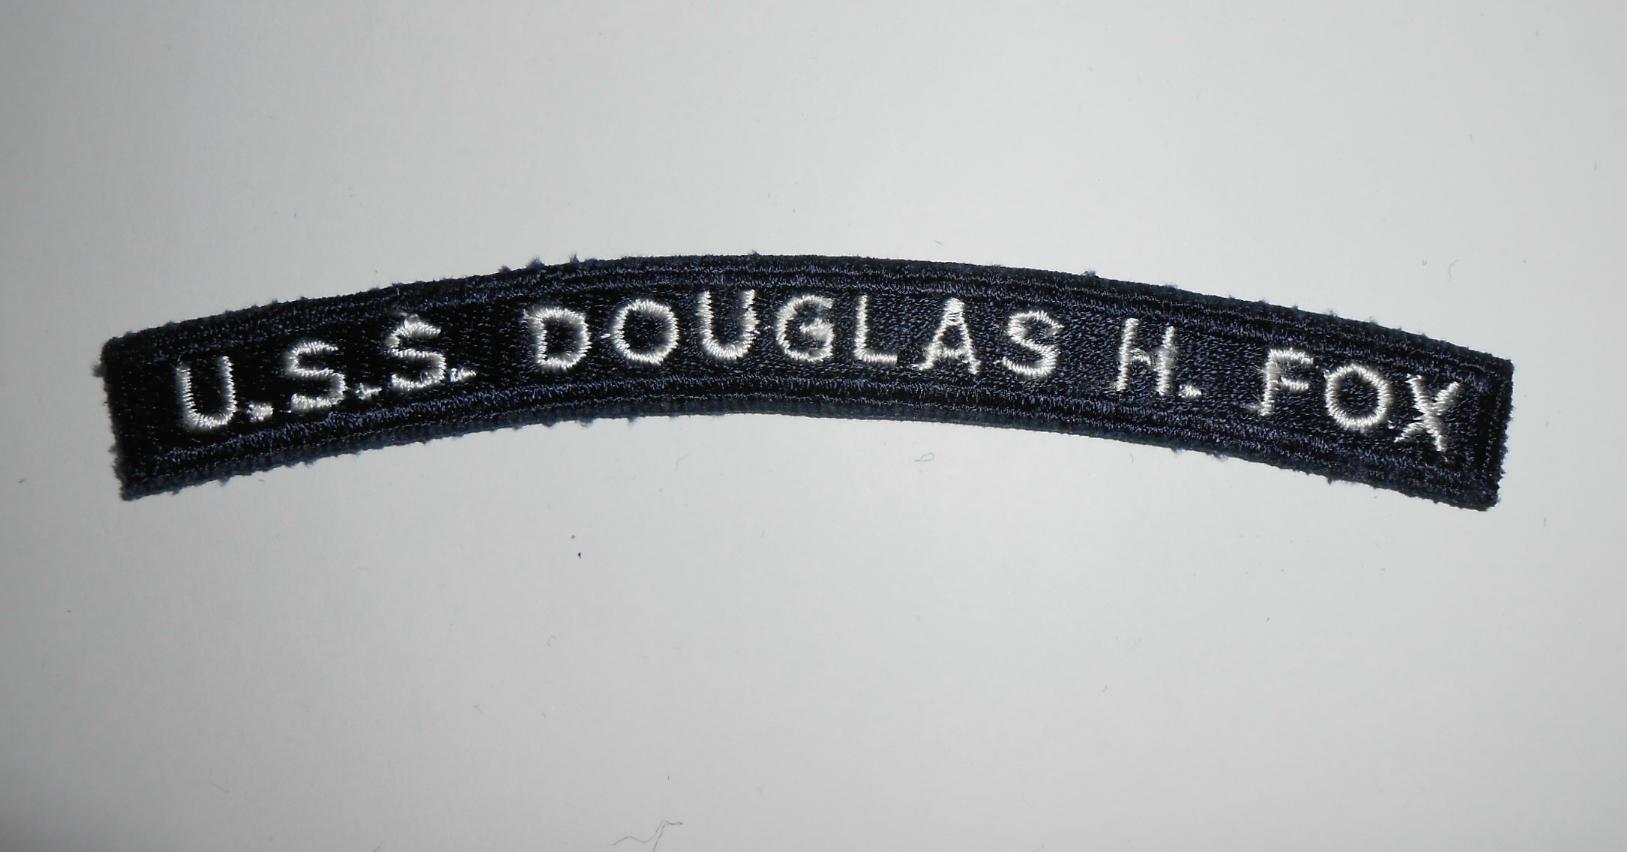 U.S.S. DOUGLAS H. FOX